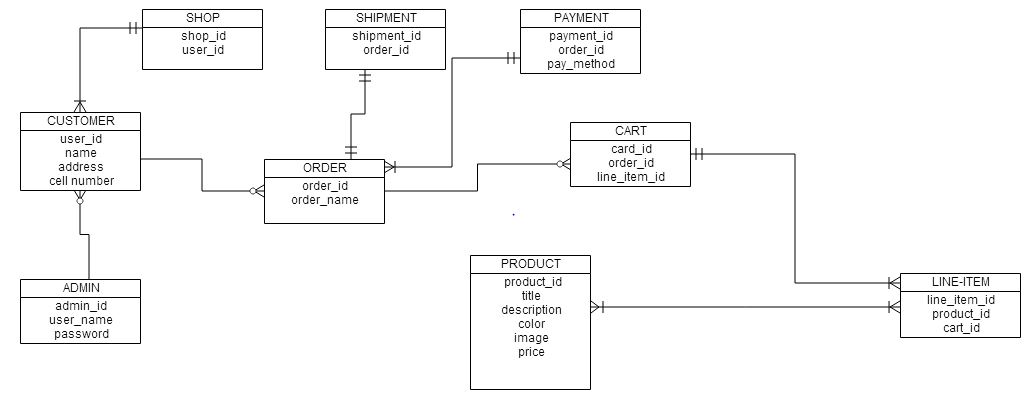 SHOP
shop_id
user_id
SHIPMENT
shipment_id
order_id
PAYMENT
payment_id
order_id
pay_method
CUSTOMER
user_id
name
address
cell number
ORDER
order_id
order_name
CART
card_id
order_id
line_item_id
ADMIN
admin_id
user_name
password
PRODUCT
product_id
title
description
color
image
price
LINE-ITEM
line_item_id
product_id
cart_id